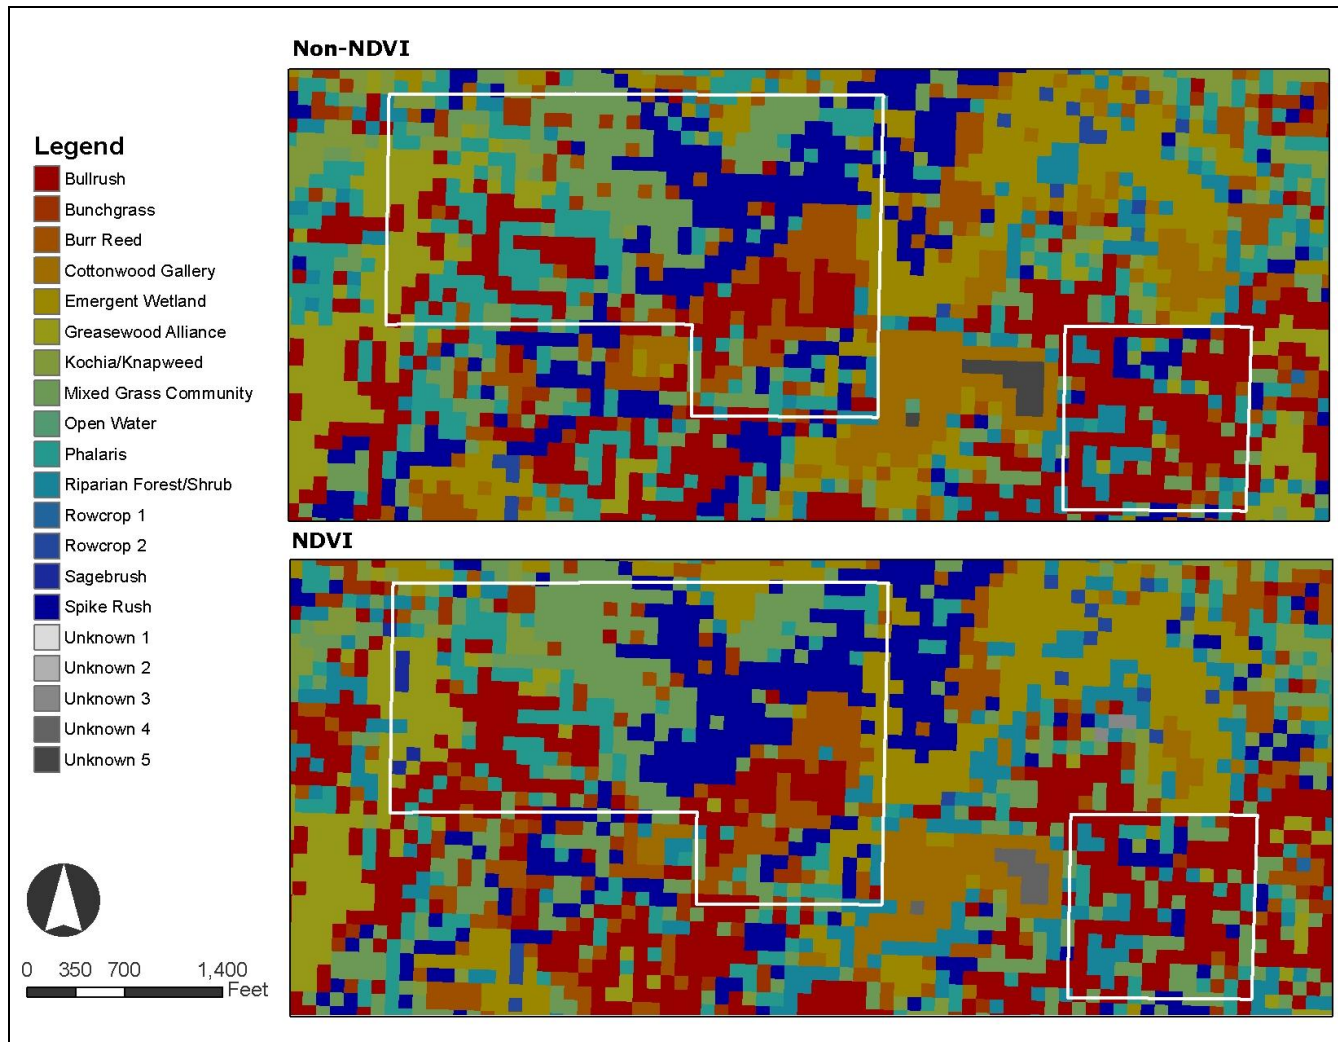 Non-NDVI
Legend
Bullrush
Bunchgrass
Burr Reed
Cottonwood Gallery
Emergent Wetland
Greasewood Alliance
Kochia/Knapweed
Mixed Grass Community
Open Water
Phalaris
Riparian Forest/Shrub
Rowcrop 1
Rowcrop 2
Sagebrush
Spike Rush
Unknown 1
Unknown 2
Unknown 3
Unknown 4
Unknown 5
NDVI
0 350 700 1,400
Feet